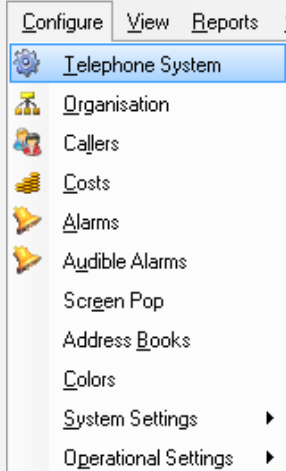 Configure View Reports
Telephone System
Organisation
Callers
Costs
Alarms
Audible Alarms
Screen Pop
Address Books
Colors
System Settings
Operational Settings